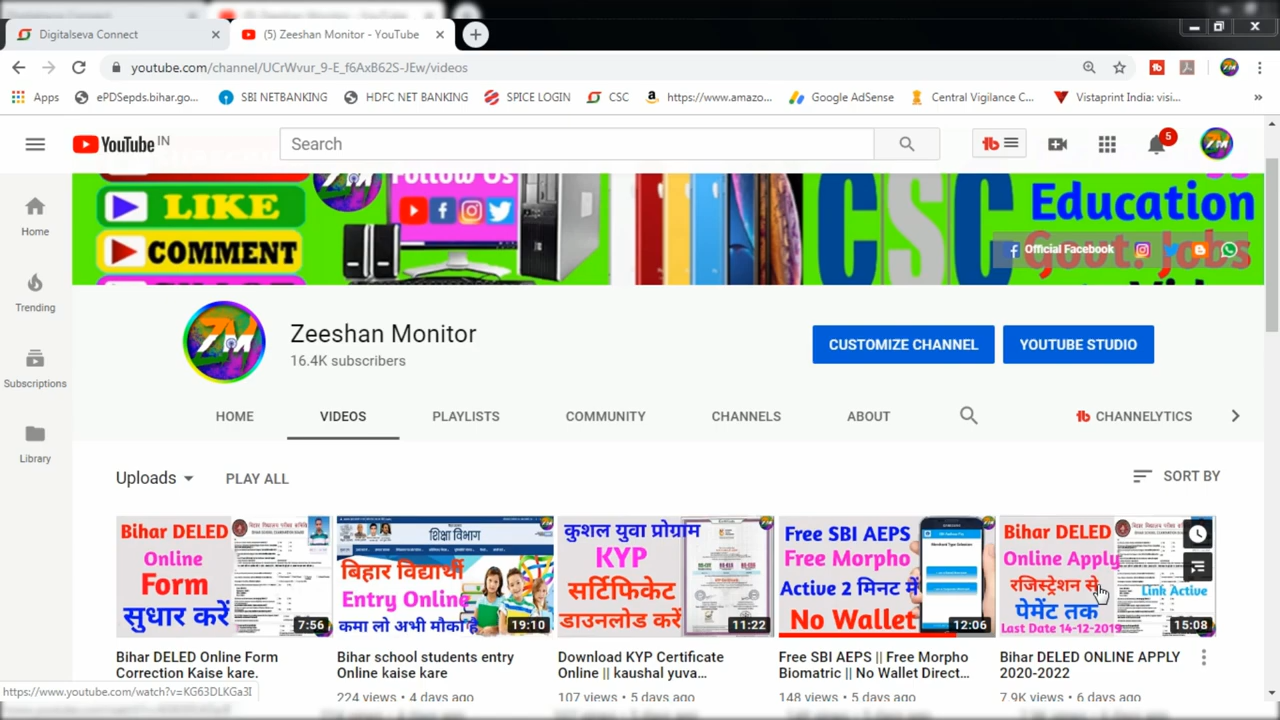 Digitalseva Connect
(5) Zeeshan Monitor - YouTube
youtube.com/channel/UCrWvur_9-E_f6AxB62S-JEw/videos
Apps
ePDSepds.bihar.go...
SBI NETBANKING
HDFC NET BANKING
SPICE LOGIN
CSC
https://www.amazo...
Google AdSense
Central Vigilance C...
Vistaprint India: visi...
»
YouTube IN
Search
5
LIKE
COMMENT
Follow Us
CSC
Education
Govt. Jobs
Official Facebook
Home
Trending
Subscriptions
Library
Zeeshan Monitor
16.4K subscribers
CUSTOMIZE CHANNEL
YOUTUBE STUDIO
HOME
VIDEOS
PLAYLISTS
COMMUNITY
CHANNELS
ABOUT
CHANNELYTICS
Uploads
PLAY ALL
SORT BY
Bihar DELED
Online
Form
सुधार करें
7:56
Bihar DELED Online Form
Correction Kaise kare.
शिक्षा विभाग
बिहार विद्यार्थी
Entry On
कमा लो अभी मौका है
19:10
Bihar school students entry
Online kaise kare
224 views • 4 days ago
कुशल युवा प्रोग्राम
KYP
सर्टिफिकेट
डाउनलोड करें
11:22
Download KYP Certificate
Online || kaushal yuva...
107 views • 5 days ago
Free SBI AEPS
Free Morpho
Active 2 मिनट में
No Wallet
12:06
Free SBI AEPS || Free Morpho
Biomatric || No Wallet Direct...
148 views • 5 days ago
Bihar DELED
Online Apply
रजिस्ट्रेशन से
पेमेंट तक
Link Active
Last Date 14-12-2019
15:08
Bihar DELED ONLINE APPLY
2020-2022
7.9K views • 6 days ago
https://www.youtube.com/watch?v=KG63DLKGa3I